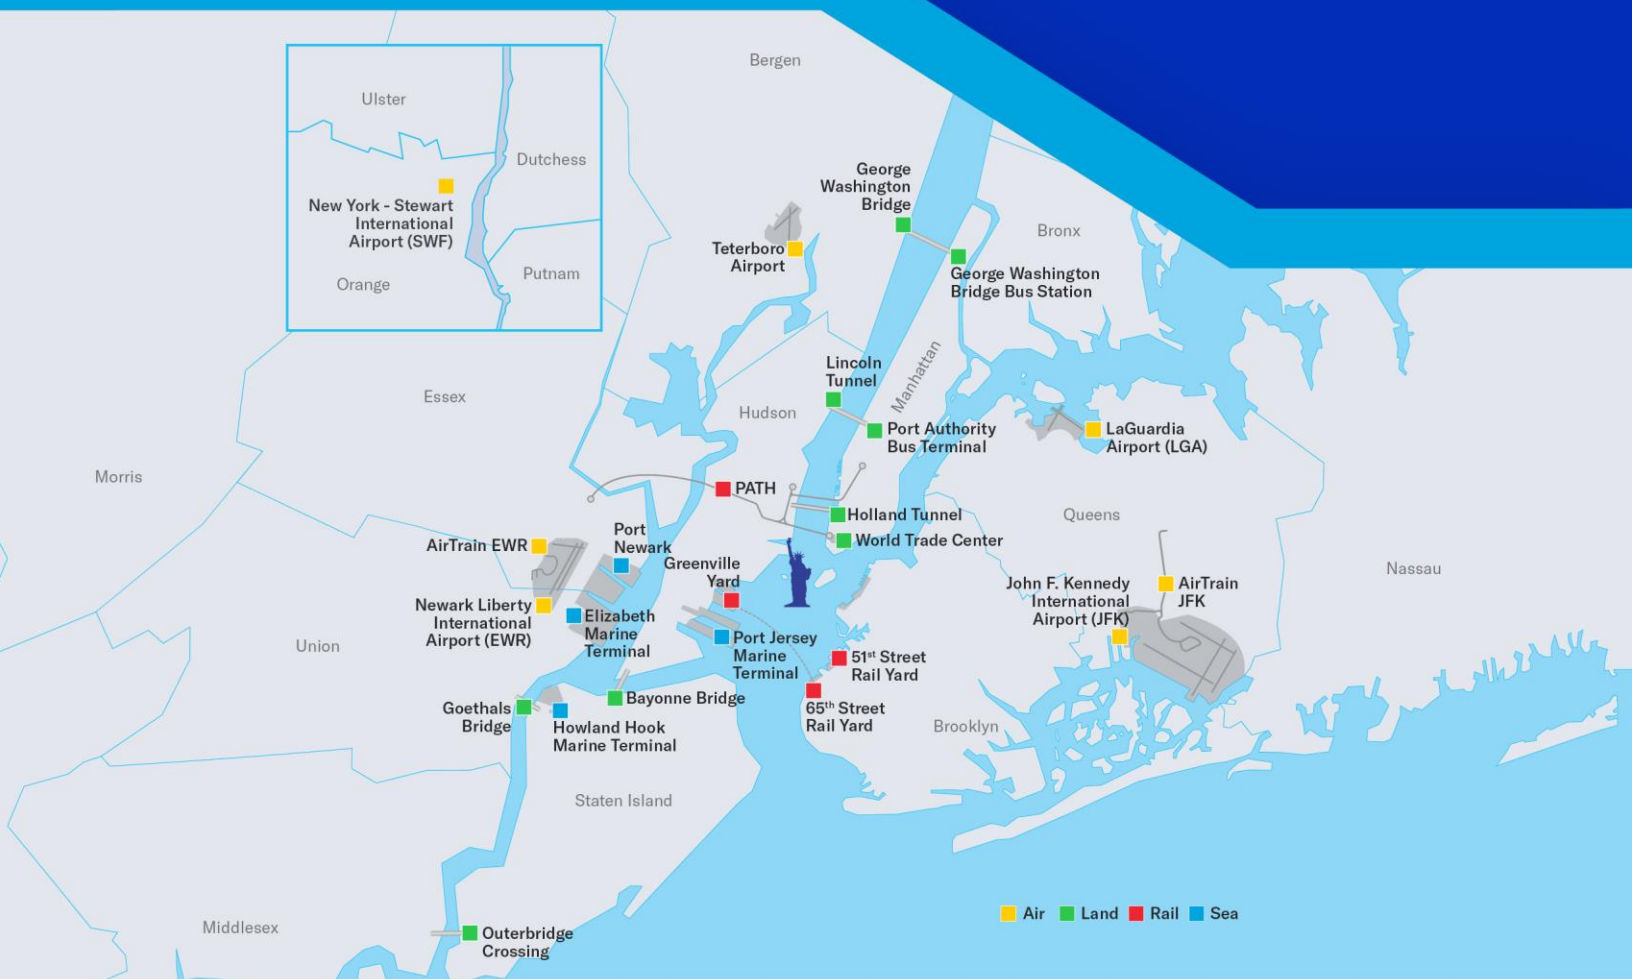 Bergen
Ulster
Dutchess
New York - Stewart
International
Airport (SWF)
Orange
Putnam
George
Washington
Bridge
Bronx
Teterboro
Airport
George Washington
Bridge Bus Station
Lincoln
Tunnel
Manhattan
Essex
Hudson
Port Authority
Bus Terminal
LaGuardia
Airport (LGA)
Morris
PATH
Holland Tunnel
Queens
World Trade Center
AirTrain EWR
Port
Newark
Greenville
Yard
Nassau
John F. Kennedy
International
Airport (JFK)
AirTrain
JFK
Newark Liberty
International
Airport (EWR)
Elizabeth
Marine
Terminal
Port Jersey
Marine
Terminal
Union
51st Street
Rail Yard
65th Street
Rail Yard
Bayonne Bridge
Goethals
Bridge
Howland Hook
Marine Terminal
Brooklyn
Staten Island
Middlesex
Outerbridge
Crossing
Air Land Rail Sea